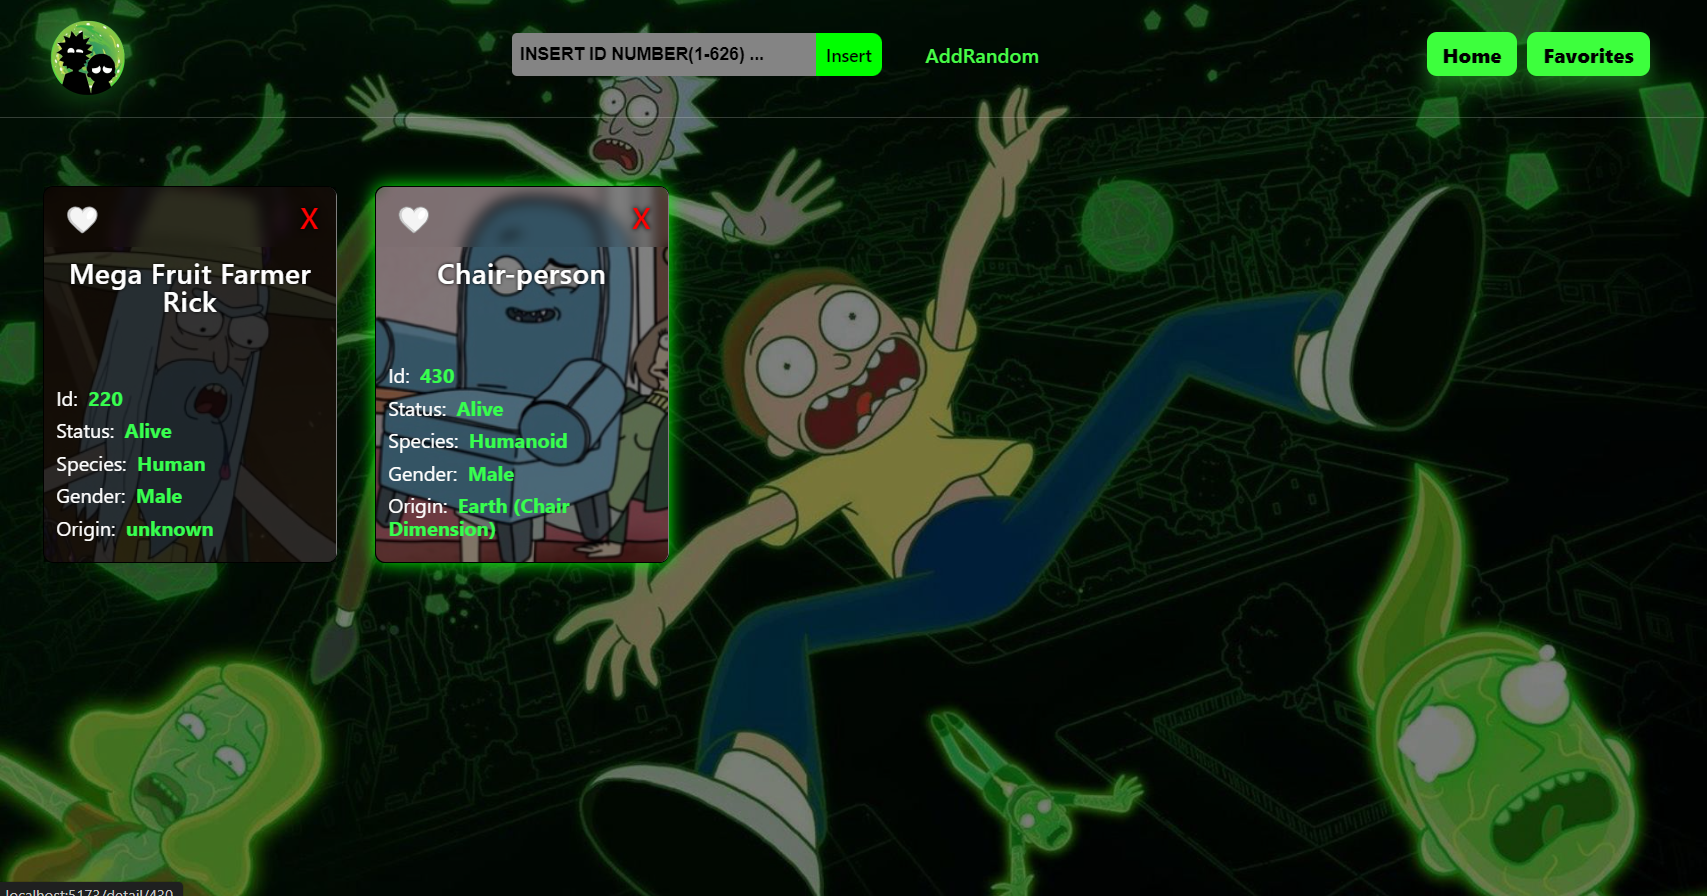 INSERT ID NUMBER(1-626) ...
Insert
AddRandom
Home
Favorites
X
Mega Fruit Farmer
Rick
Id: 220
Status: Alive
Species: Human
Gender: Male
Origin: unknown
X
Chair-person
Id: 430
Status: Alive
Species: Humanoid
Gender: Male
Origin: Earth (Chair
Dimension)
localhost:5173/detail/430